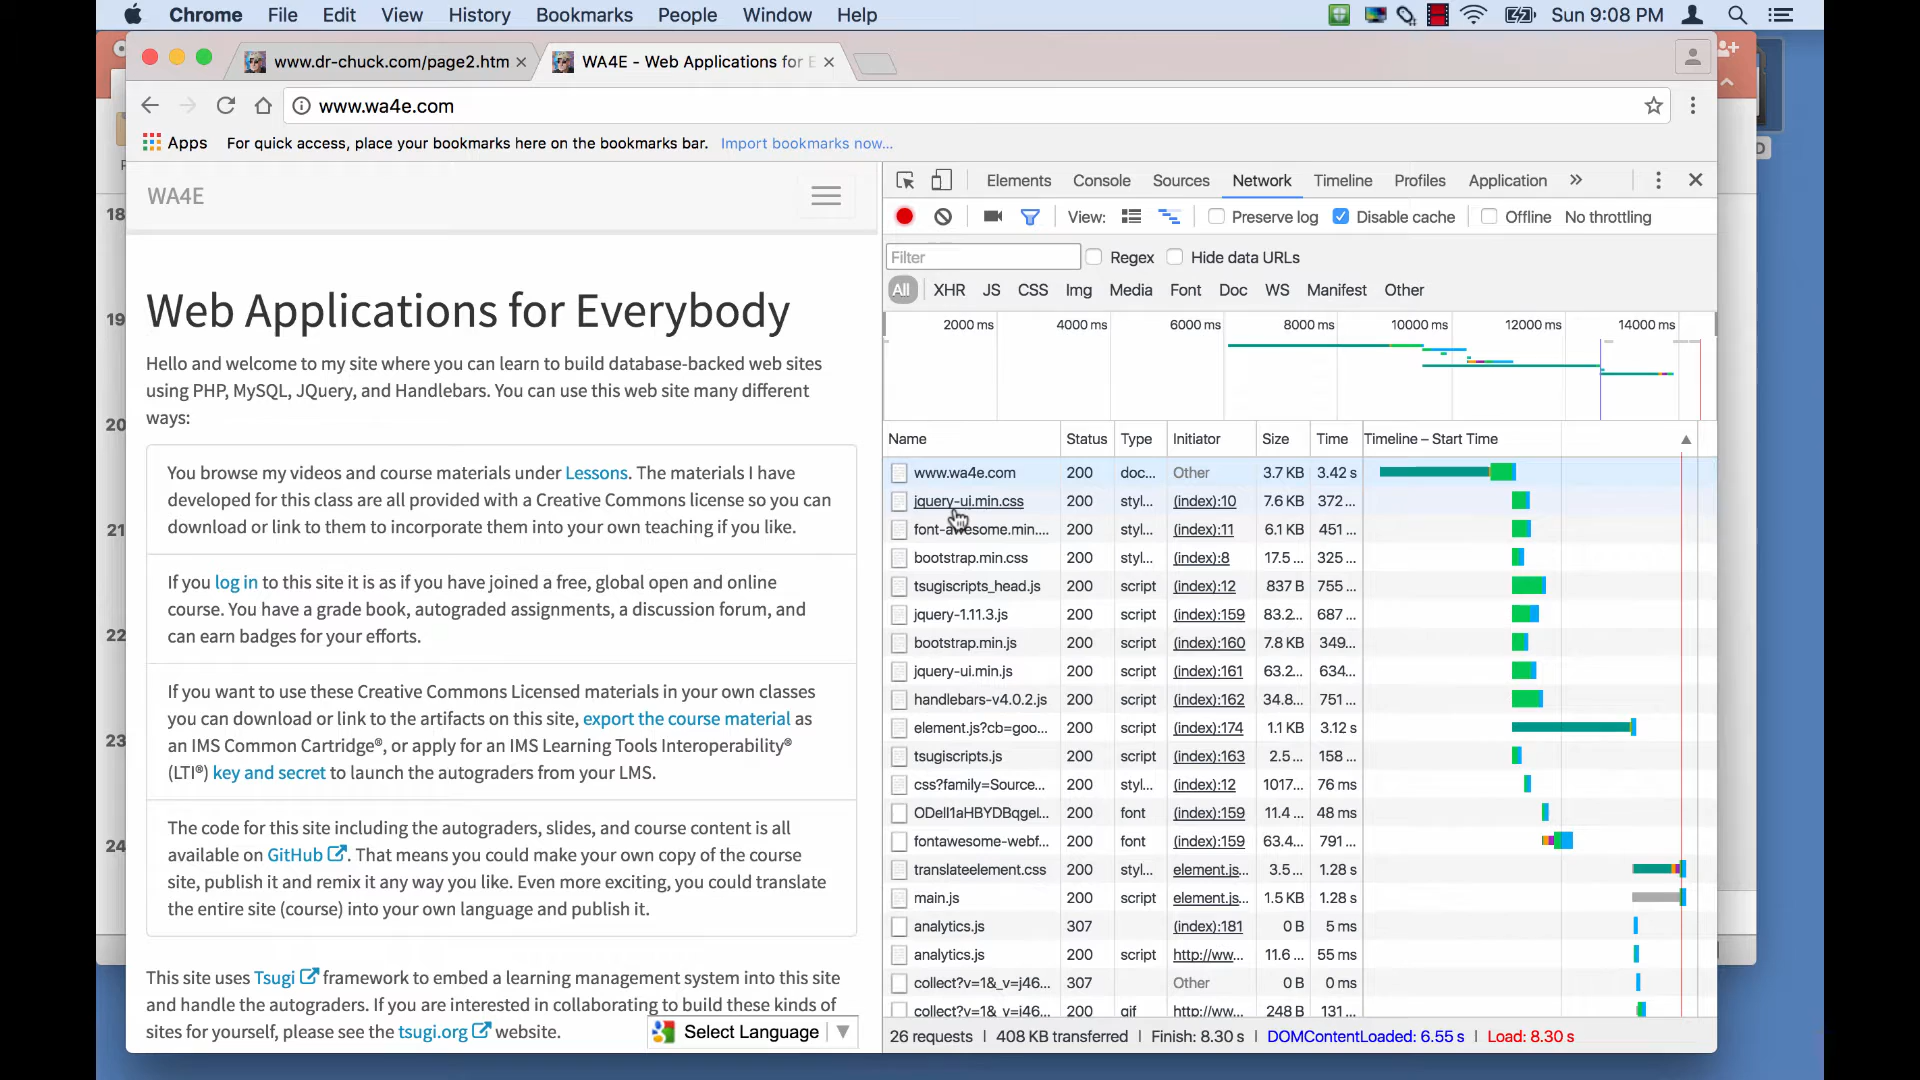 Chrome File Edit View History Bookmarks People Window Help Sun 9:08 PM
www.dr-chuck.com/page2.htm WA4E - Web Applications for E
www.wa4e.com
Apps For quick access, place your bookmarks here on the bookmarks bar. Import bookmarks now...
WA4E
Elements Console Sources Network Timeline Profiles Application »
View: Preserve log Disable cache Offline No throttling
Filter Regex Hide data URLs
All XHR JS CSS Img Media Font Doc WS Manifest Other
2000 ms 4000 ms 6000 ms 8000 ms 10000 ms 12000 ms 14000 ms
18
19
20
21
22
23
24
Web Applications for Everybody
Hello and welcome to my site where you can learn to build database-backed web sites
using PHP, MySQL, JQuery, and Handlebars. You can use this web site many different
ways:
You browse my videos and course materials under Lessons. The materials I have
developed for this class are all provided with a Creative Commons license so you can
download or link to them to incorporate them into your own teaching if you like.
If you log in to this site it is as if you have joined a free, global open and online
course. You have a grade book, autograded assignments, a discussion forum, and
can earn badges for your efforts.
If you want to use these Creative Commons Licensed materials in your own classes
you can download or link to the artifacts on this site, export the course material as
an IMS Common Cartridge®, or apply for an IMS Learning Tools Interoperability®
(LTI®) key and secret to launch the autograders from your LMS.
The code for this site including the autograders, slides, and course content is all
available on GitHub. That means you could make your own copy of the course
site, publish it and remix it any way you like. Even more exciting, you could translate
the entire site (course) into your own language and publish it.
This site uses Tsugi framework to embed a learning management system into this site
and handle the autograders. If you are interested in collaborating to build these kinds of
sites for yourself, please see the tsugi.org website.
Select Language
Name Status Type Initiator Size Time Timeline – Start Time
www.wa4e.com 200 doc... Other 3.7 KB 3.42 s
jquery-ui.min.css 200 styl... (index):10 7.6 KB 372 ...
font-awesome.min.... 200 styl... (index):11 6.1 KB 451 ...
bootstrap.min.css 200 styl... (index):8 17.5 ... 325 ...
tsugiscripts_head.js 200 script (index):12 837 B 755 ...
jquery-1.11.3.js 200 script (index):159 83.2... 687 ...
bootstrap.min.js 200 script (index):160 7.8 KB 349...
jquery-ui.min.js 200 script (index):161 63.2... 634...
handlebars-v4.0.2.js 200 script (index):162 34.8... 751 ...
element.js?cb=goo... 200 script (index):174 1.1 KB 3.12 s
tsugiscripts.js 200 script (index):163 2.5 ... 158 ...
css?family=Source... 200 styl... (index):12 1017... 76 ms
ODelI1aHBYDBqgeI... 200 font (index):159 11.4 ... 48 ms
fontawesome-webf... 200 font (index):159 63.4... 791 ...
translateelement.css 200 styl... element.js... 3.5 ... 1.28 s
main.js 200 script element.js... 1.5 KB 1.28 s
analytics.js 307 (index):181 0 B 5 ms
analytics.js 200 script http://ww... 11.6 ... 55 ms
collect?v=1&_v=j46... 307 Other 0 B 0 ms
collect?v=1&_v=j46... 200 gif http://ww... 248 B 131 ...
26 requests | 408 KB transferred | Finish: 8.30 s | DOMContentLoaded: 6.55 s | Load: 8.30 s